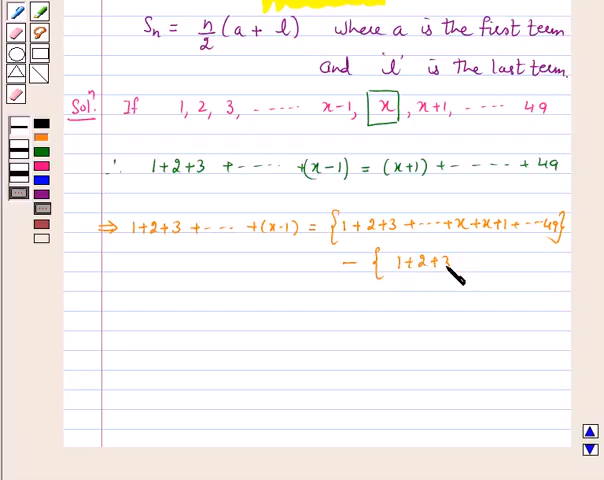 Sn = n/2 (a + l) where a is the first term
and 'l' is the last term.
Solⁿ If 1, 2, 3, ------ x-1, x, x+1, ------ 49
∴ 1+2+3 +------ +(x-1) = (x+1) +------ + 49
⇒ 1+2+3 +----- +(x-1) = {1+2+3 +----+x+x+1+---49}
- { 1+2+3